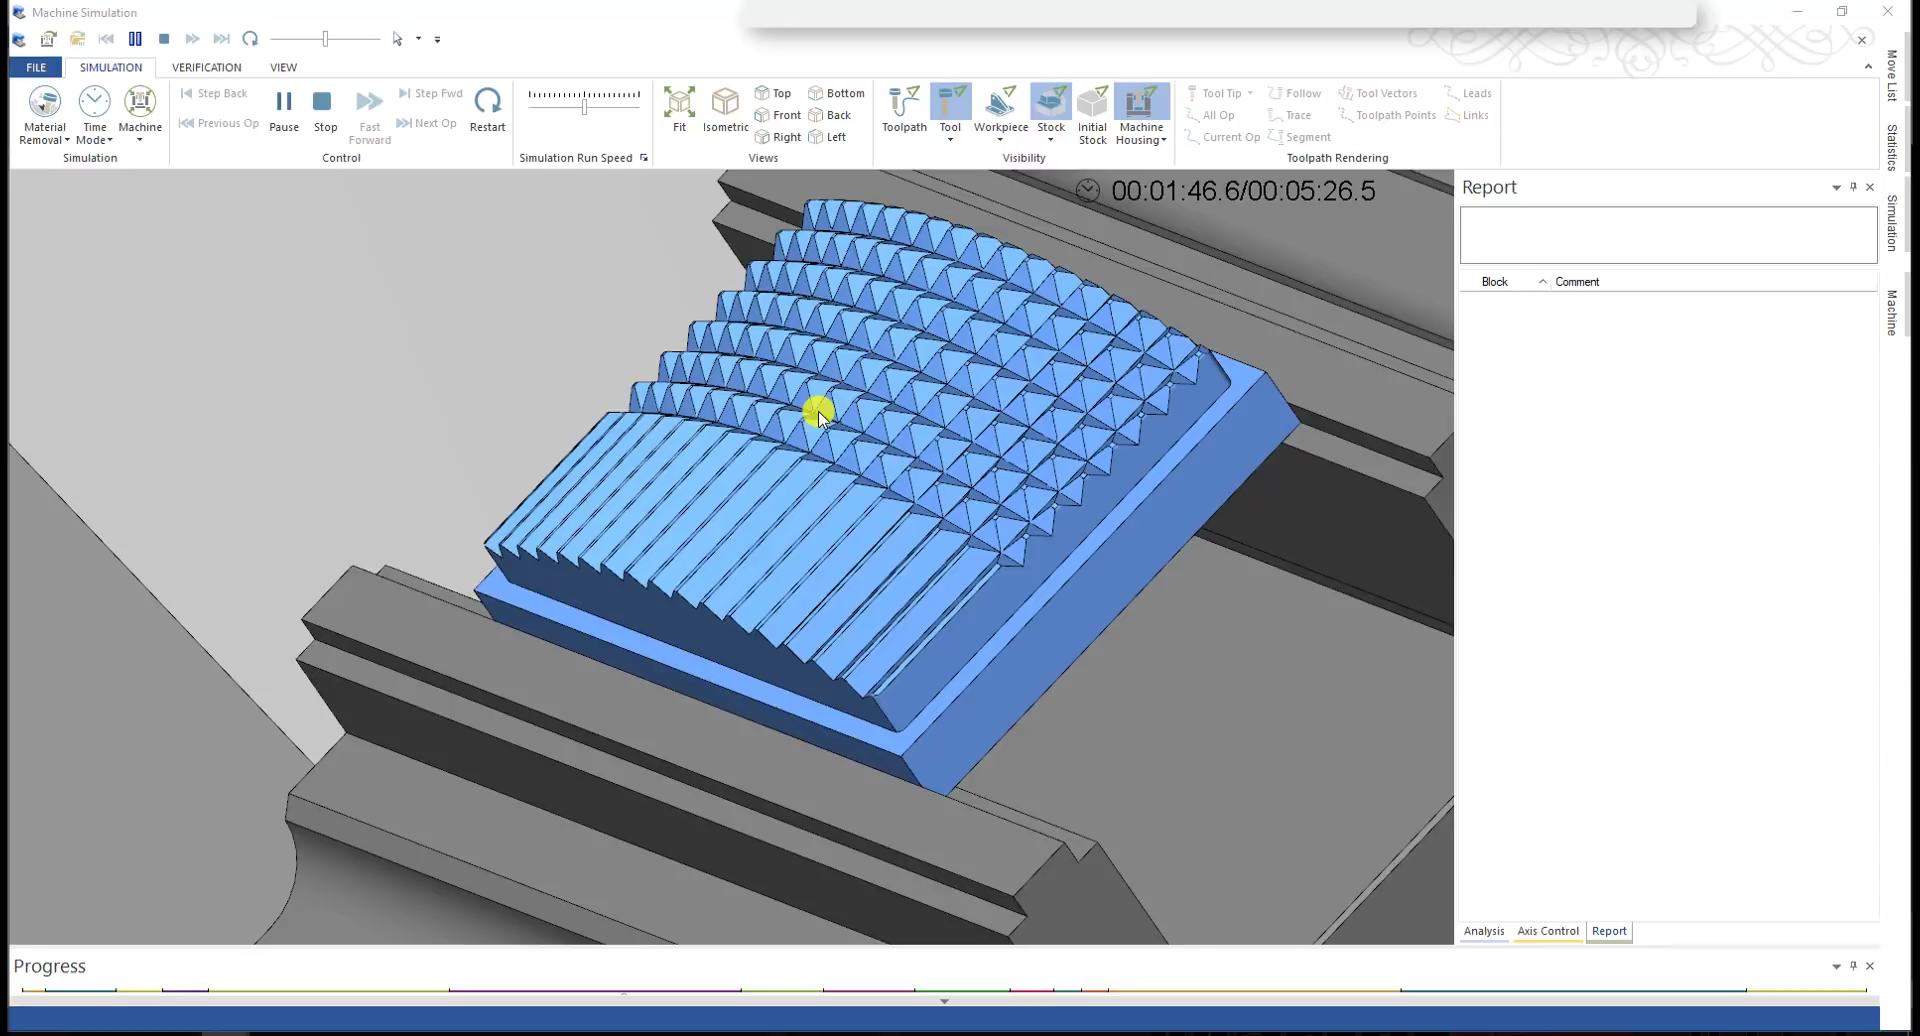 Machine Simulation
FILE SIMULATION VERIFICATION VIEW
Material Removal
Time Mode
Machine
Simulation
Step Back
Previous Op
Pause
Stop
Fast Forward
Step Fwd
Next Op
Restart
Control
Simulation Run Speed
Fit
Isometric
Top
Front
Right
Bottom
Back
Left
Views
Toolpath
Tool
Workpiece
Stock
Initial Stock
Machine Housing
Visibility
Tool Tip
All Op
Current Op
Follow
Trace
Segment
Tool Vectors
Toolpath Points
Leads
Links
Toolpath Rendering
00:01:46.6/00:05:26.5
Report
Block Comment
Analysis Axis Control Report
Move List
Statistics
Simulation
Machine
Progress